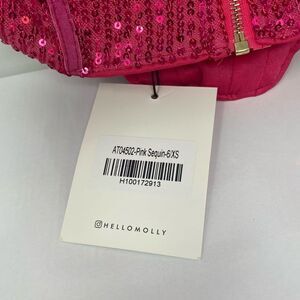 AT04502-Pink Sequin-6/XS
H100172913
HELLOMOLLY